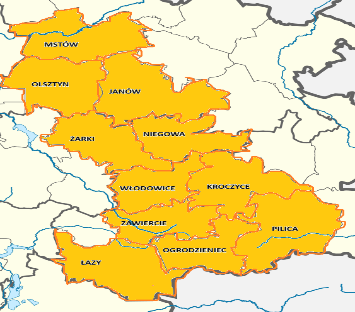 MSTÓW
OLSZTYN
JANÓW
ŻARKI
NIEGOWA
WŁODOWICE
KROCZYCE
ZAWIERCIE
PILICA
OGRODZIENIEC
ŁAZY